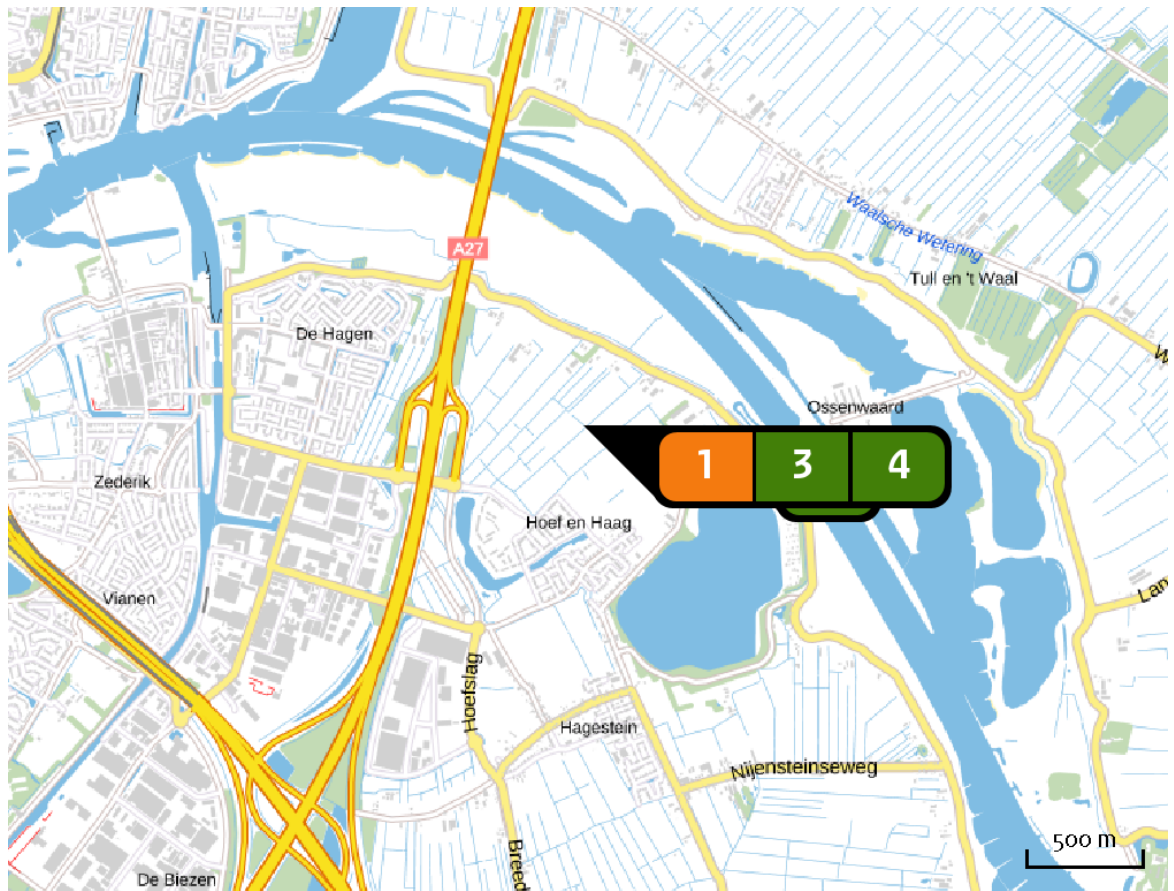 A27
Waalsche Wetering
Tull en 't Waal
De Hagen
Ossenwaard
1 3 4
Zederik
Hoef en Haag
Vianen
Lan
Hoefslag
Hagestein
Nijensteinseweg
Breed
500 m
De Biezen